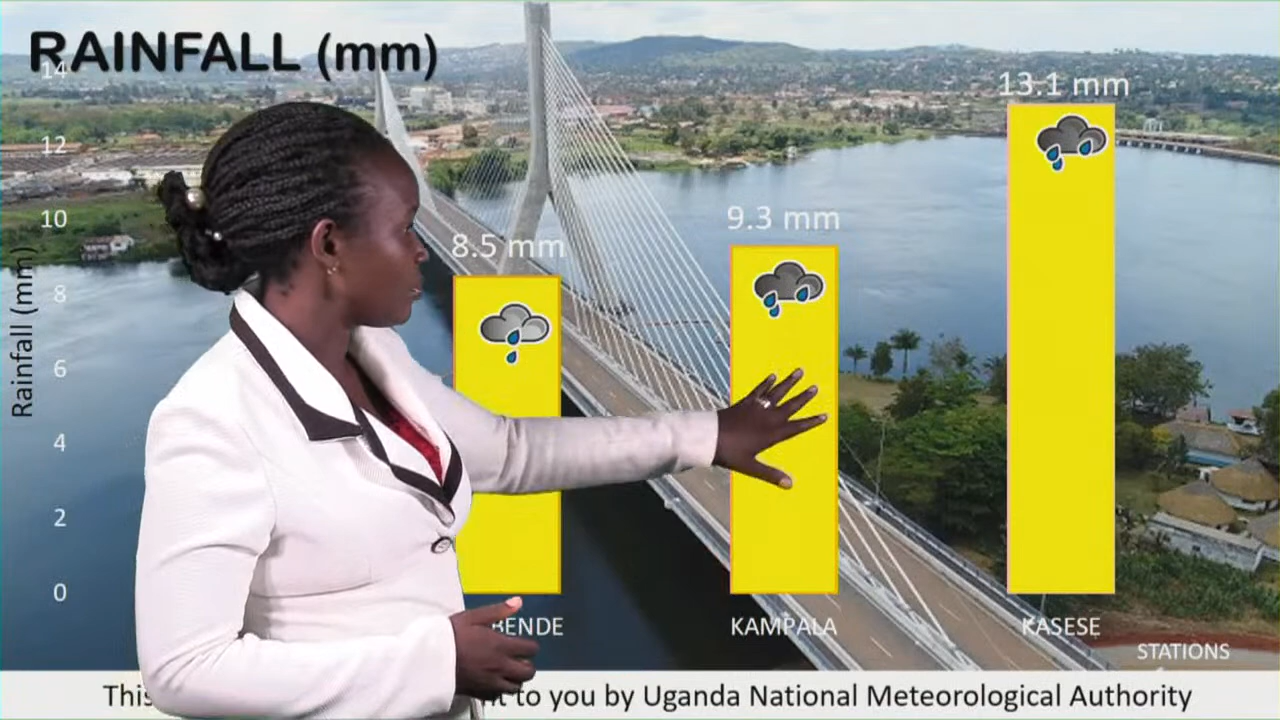 RAINFALL (mm)
14
12
10
8
6
4
2
0
Rainfall (mm)
8.5 mm
9.3 mm
13.1 mm
BENDE
KAMPALA
KASESE
STATIONS
This to you by Uganda National Meteorological Authority